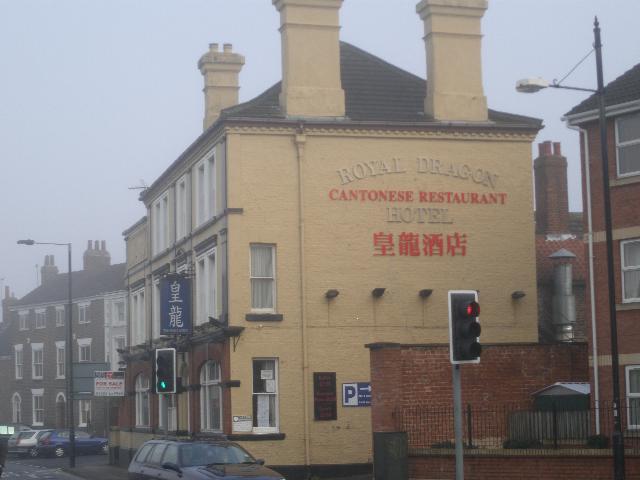 ROYAL DRAGON
CANTONESE RESTAURANT
HOTEL
皇龍酒店
皇龍
FOR SALE
P